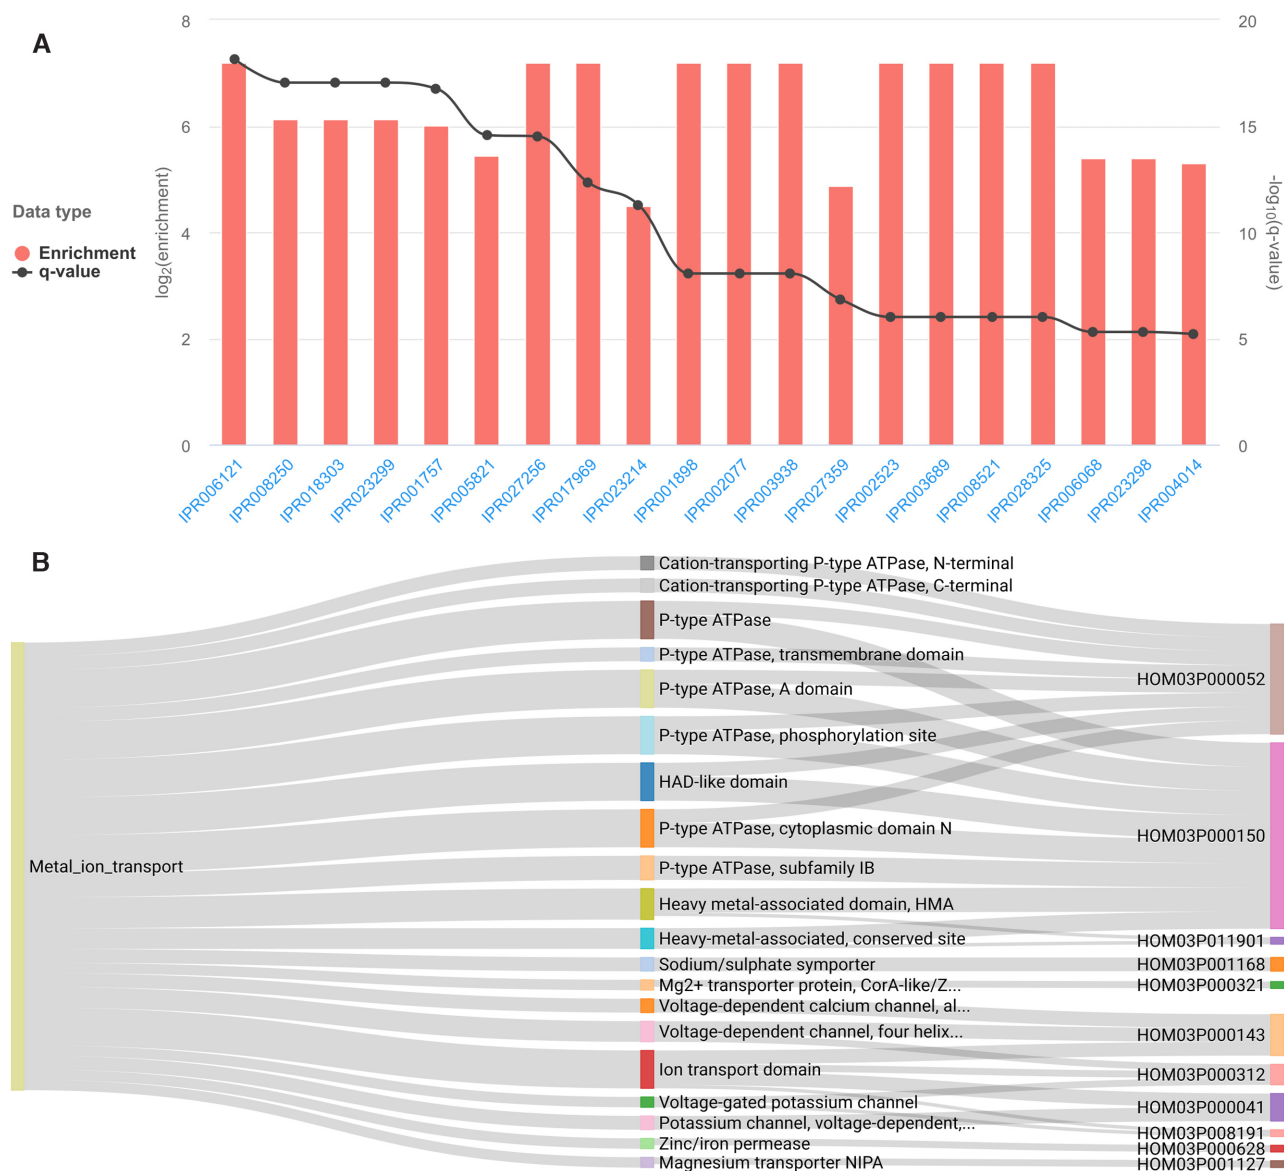 A
8
6
4
2
0
log2(enrichment)
20
15
10
5
0
-log10(q-value)
Data type
Enrichment
q-value
IPR006121
IPR008250
IPR018303
IPR023299
IPR001757
IPR005821
IPR027256
IPR017969
IPR023214
IPR001898
IPR002077
IPR003938
IPR027359
IPR002523
IPR003689
IPR008521
IPR028325
IPR006068
IPR023298
IPR004014
B
Metal_ion_transport
Cation-transporting P-type ATPase, N-terminal
Cation-transporting P-type ATPase, C-terminal
P-type ATPase
P-type ATPase, transmembrane domain
P-type ATPase, A domain
P-type ATPase, phosphorylation site
HAD-like domain
P-type ATPase, cytoplasmic domain N
P-type ATPase, subfamily IB
Heavy metal-associated domain, HMA
Heavy-metal-associated, conserved site
Sodium/sulphate symporter
Mg2+ transporter protein, CorA-like/Z...
Voltage-dependent calcium channel, al...
Voltage-dependent channel, four helix...
Ion transport domain
Voltage-gated potassium channel
Potassium channel, voltage-dependent,...
Zinc/iron permease
Magnesium transporter NIPA
HOM03P000052
HOM03P000150
HOM03P011901
HOM03P001168
HOM03P000321
HOM03P000143
HOM03P000312
HOM03P000041
HOM03P008191
HOM03P000628
HOM03P001127